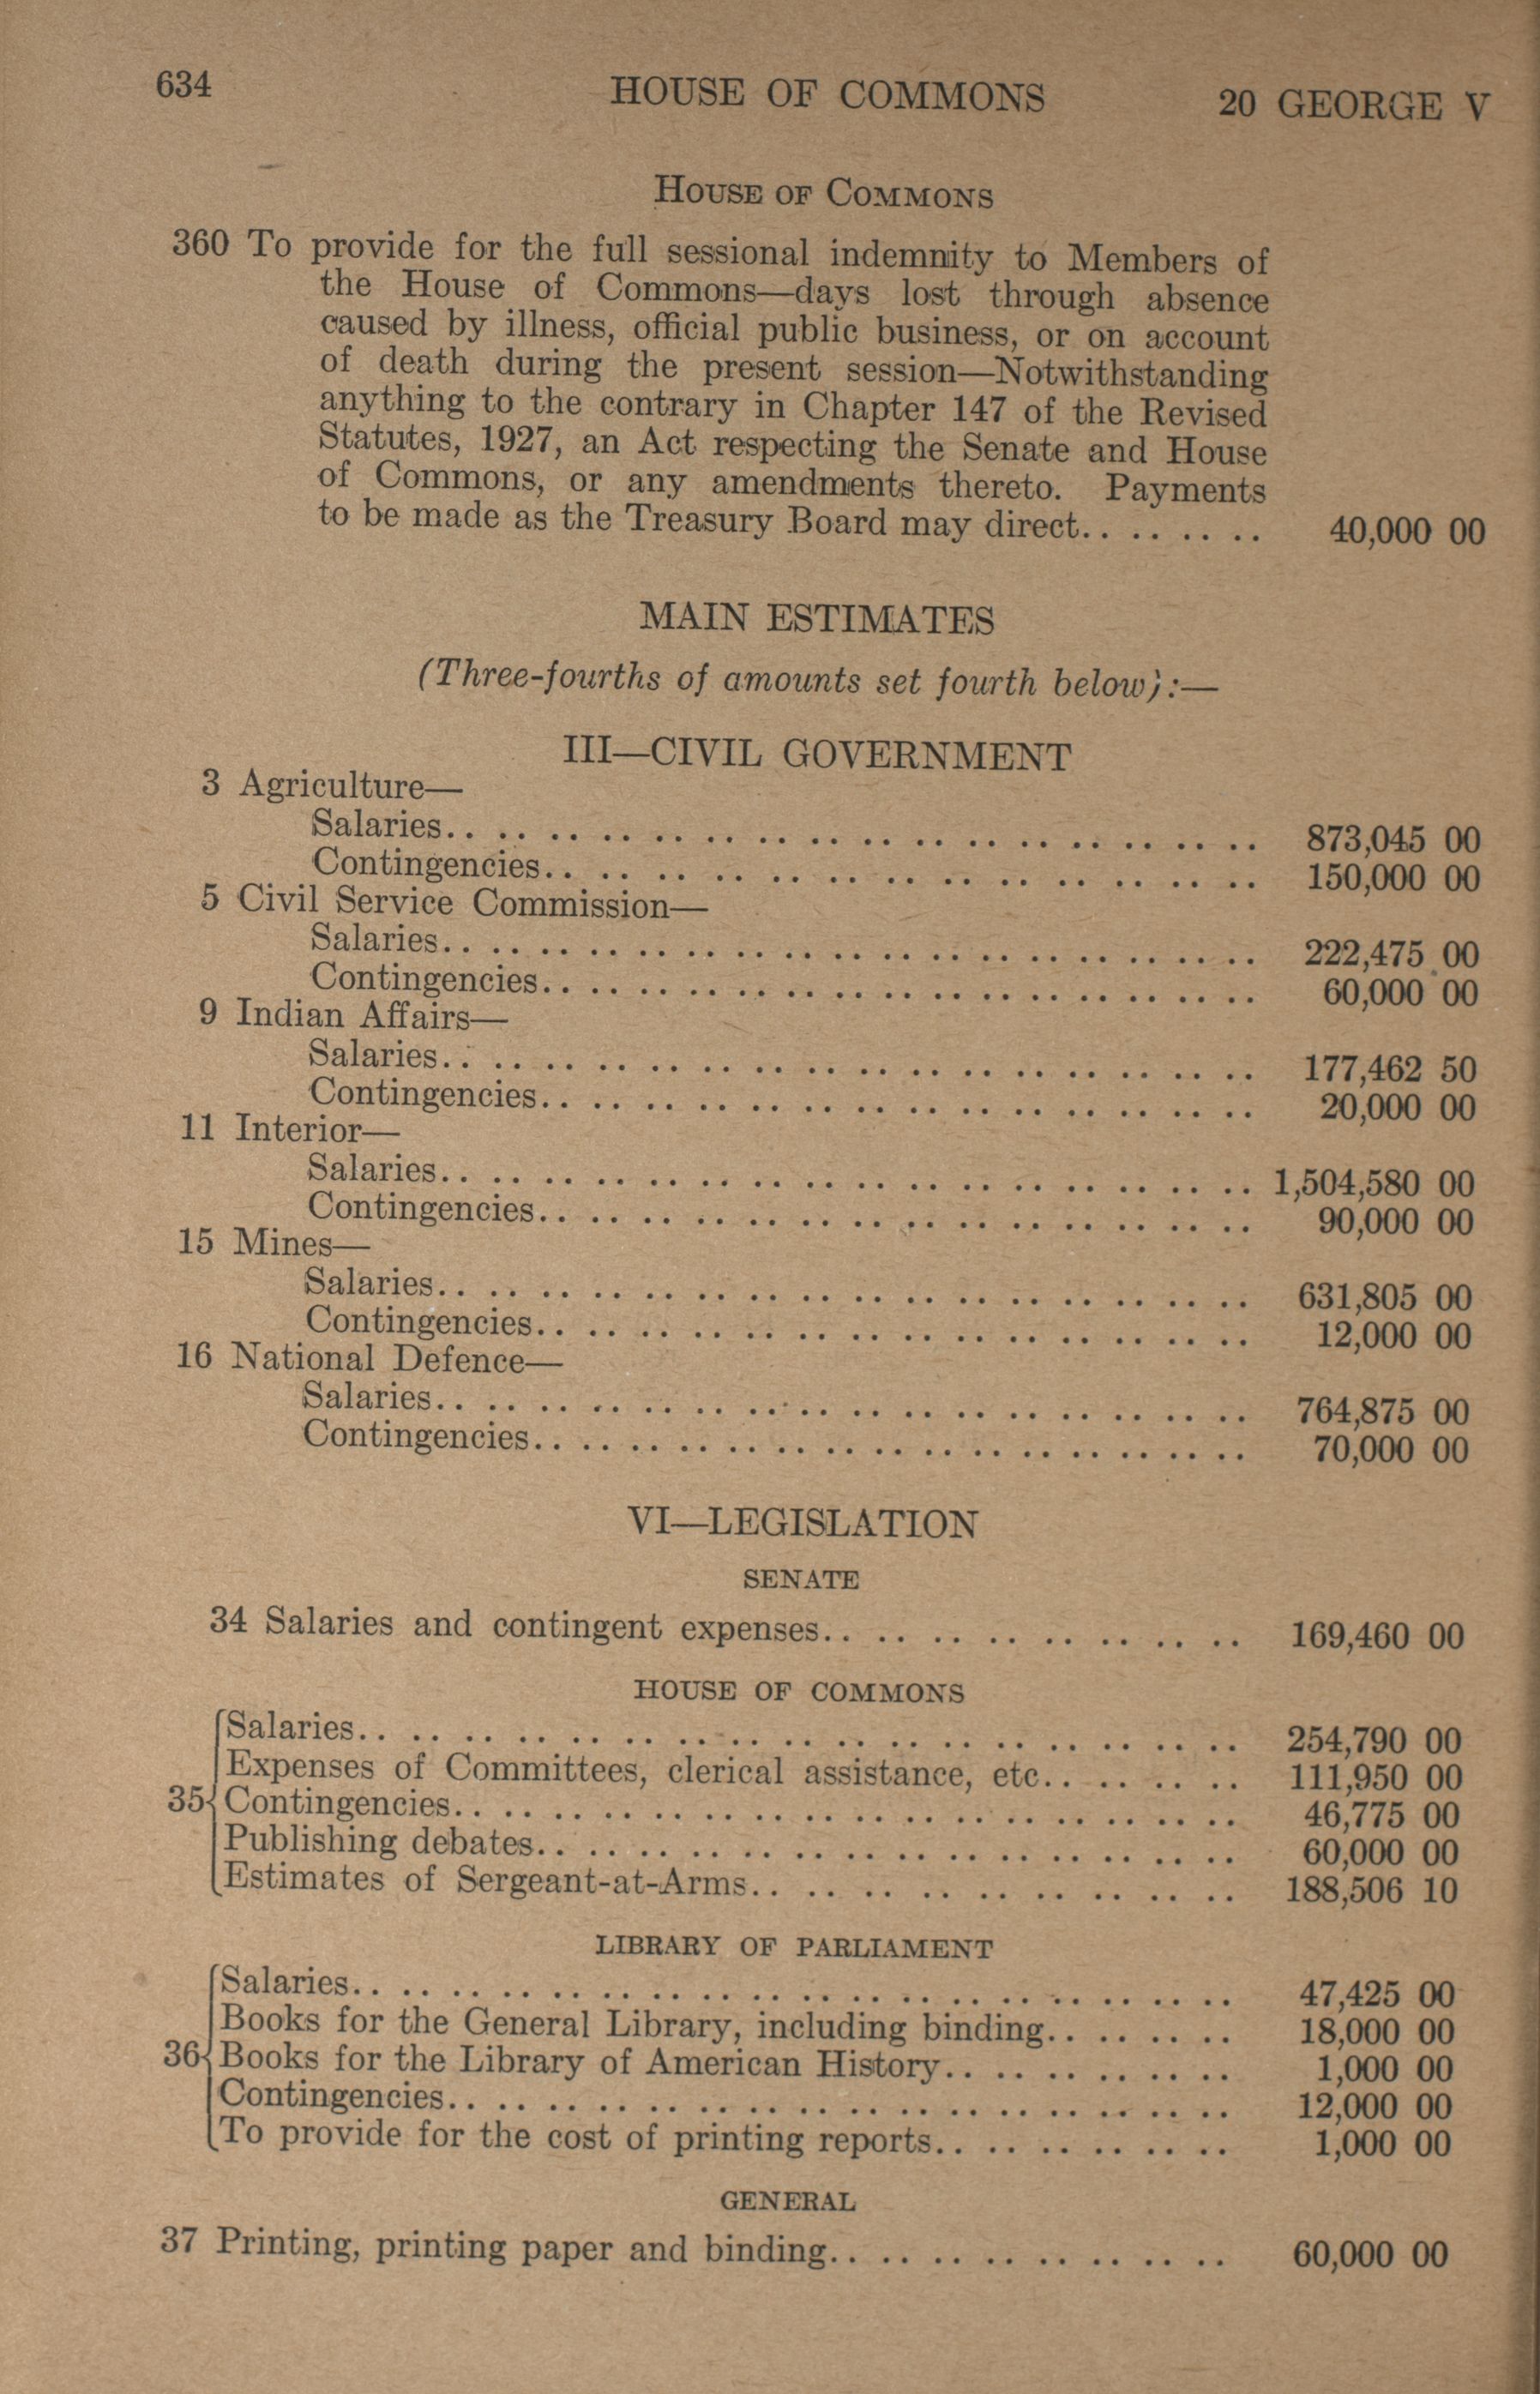 634 HOUSE OF COMMONS 20 GEORGE V
House of Commons
360 To provide for the full sessional indemnity to Members of
the House of Commons—days lost through absence
caused by illness, official public business, or on account
of death during the present session—Notwithstanding
anything to the contrary in Chapter 147 of the Revised
Statutes, 1927, an Act respecting the Senate and House
of Commons, or any amendments thereto. Payments
to be made as the Treasury Board may direct.. .. .. .. 40,000 00
MAIN ESTIMATES
(Three-fourths of amounts set fourth below):—
III—CIVIL GOVERNMENT
3 Agriculture—
Salaries.. .. .. .. .. .. .. .. .. .. .. .. .. .. .. .. 873,045 00
Contingencies.. .. .. .. .. .. .. .. .. .. .. .. .. 150,000 00
5 Civil Service Commission—
Salaries.. .. .. .. .. .. .. .. .. .. .. .. .. .. .. .. .. 222,475 00
Contingencies.. .. .. .. .. .. .. .. .. .. .. .. .. .. .. 60,000 00
9 Indian Affairs—
Salaries.. .. .. .. .. .. .. .. .. .. .. .. .. .. .. .. 177,462 50
Contingencies.. .. .. .. .. .. .. .. .. .. .. .. .. .. 20,000 00
11 Interior—
Salaries.. .. .. .. .. .. .. .. .. .. .. .. .. .. .. .. 1,504,580 00
Contingencies.. .. .. .. .. .. .. .. .. .. .. .. .. .. 90,000 00
15 Mines—
Salaries.. .. .. .. .. .. .. .. .. .. .. .. .. .. .. .. 631,805 00
Contingencies.. .. .. .. .. .. .. .. .. .. .. .. .. .. 12,000 00
16 National Defence—
Salaries.. .. .. .. .. .. .. .. .. .. .. .. .. .. .. .. 764,875 00
Contingencies.. .. .. .. .. .. .. .. .. .. .. .. .. .. .. 70,000 00
VI—LEGISLATION
SENATE
34 Salaries and contingent expenses.. .. .. .. .. .. .. .. 169,460 00
HOUSE OF COMMONS
Salaries.. .. .. .. .. .. .. .. .. .. .. .. .. .. .. .. .. 254,790 00
Expenses of Committees, clerical assistance, etc.. .. .. .. 111,950 00
35 Contingencies.. .. .. .. .. .. .. .. .. .. .. .. .. .. .. .. 46,775 00
Publishing debates.. .. .. .. .. .. .. .. .. .. .. .. .. .. 60,000 00
Estimates of Sergeant-at-Arms.. .. .. .. .. .. .. .. .. 188,506 10
LIBRARY OF PARLIAMENT
Salaries.. .. .. .. .. .. .. .. .. .. .. .. .. .. .. .. .. .. 47,425 00
Books for the General Library, including binding.. .. .. .. 18,000 00
36 Books for the Library of American History.. .. .. .. .. .. 1,000 00
Contingencies.. .. .. .. .. .. .. .. .. .. .. .. .. .. .. .. 12,000 00
To provide for the cost of printing reports.. .. .. .. .. .. 1,000 00
GENERAL
37 Printing, printing paper and binding.. .. .. .. .. .. .. .. 60,000 00